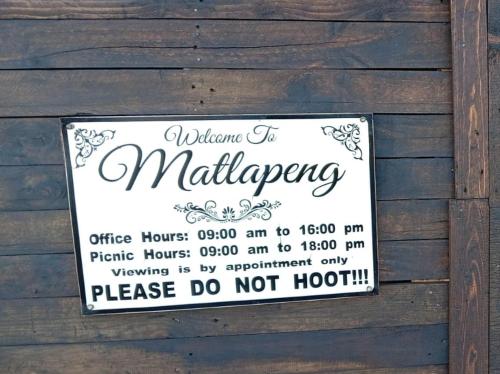 Welcome To
Matlapeng
Office Hours: 09:00 am to 16:00 pm
Picnic Hours: 09:00 am to 18:00 pm
Viewing is by appointment only
PLEASE DO NOT HOOT!!!